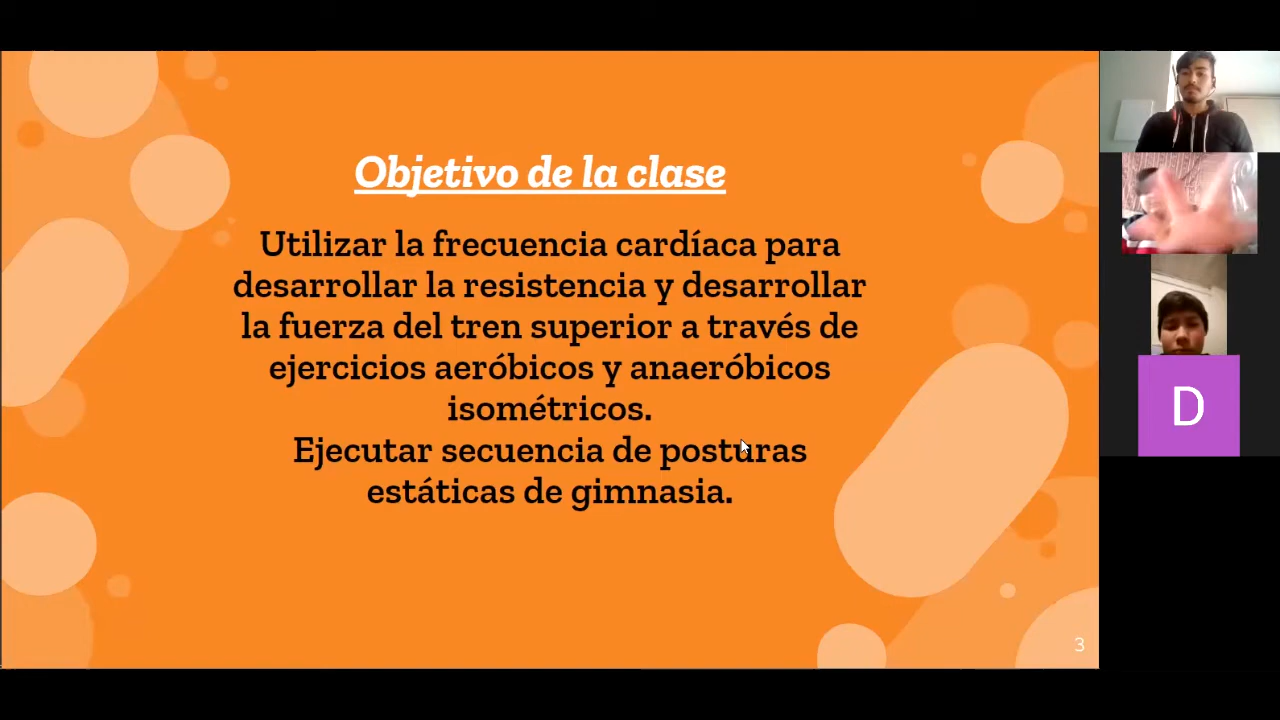 Objetivo de la clase
Utilizar la frecuencia cardíaca para
desarrollar la resistencia y desarrollar
la fuerza del tren superior a través de
ejercicios aeróbicos y anaeróbicos
isométricos.
Ejecutar secuencia de posturas
estáticas de gimnasia.
3
D